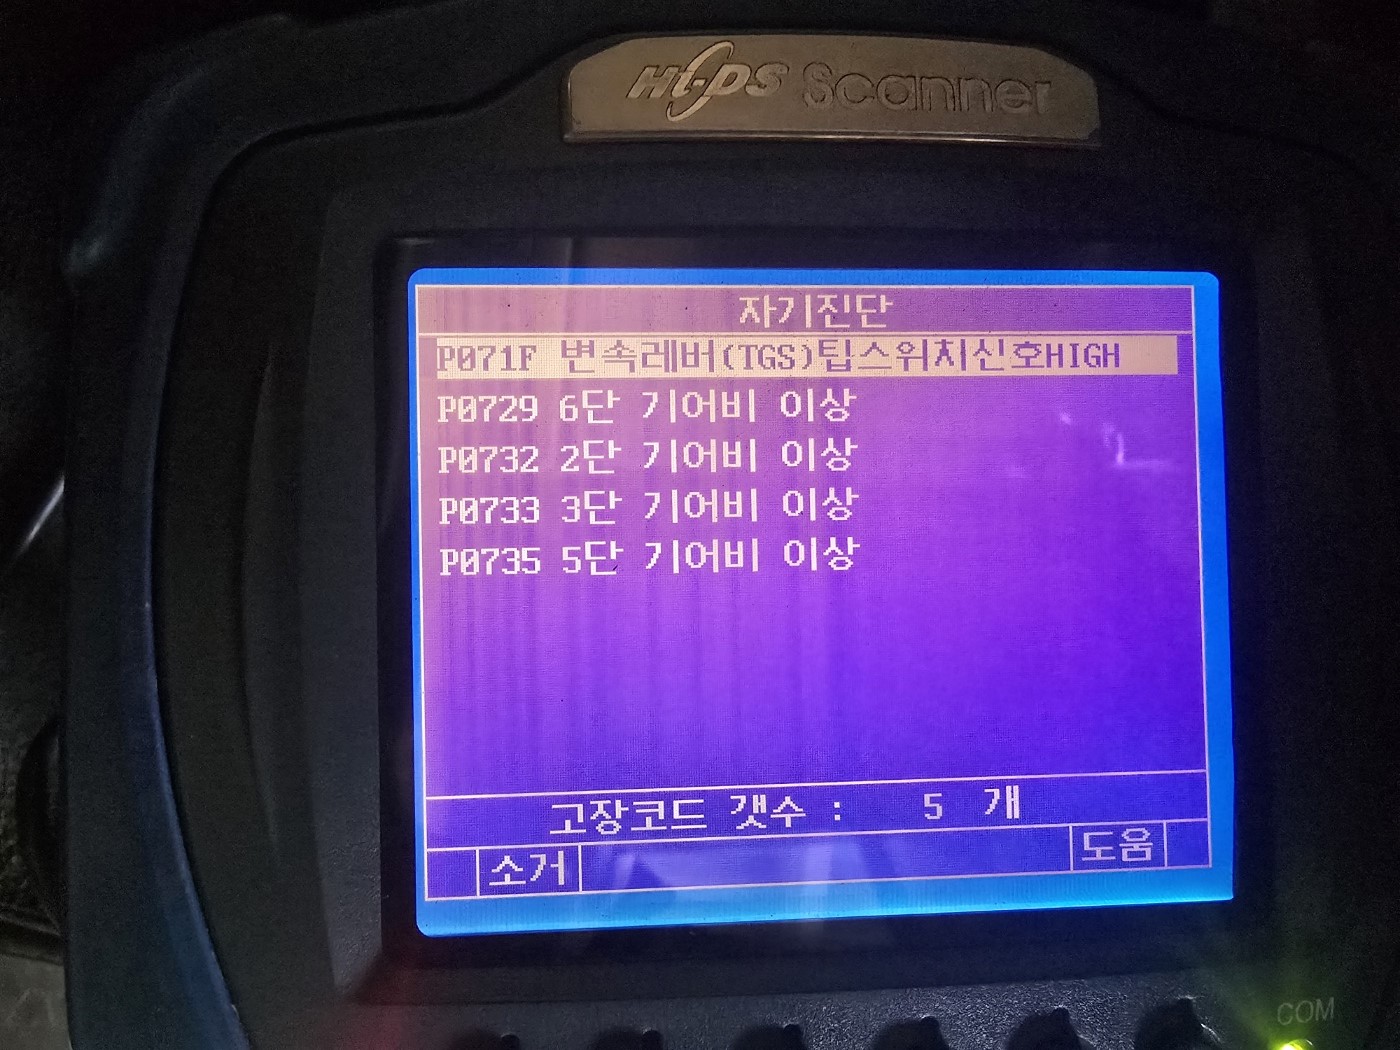 Hi-DS Scanner
자기진단
P071F 변속레버(TGS)팁스위치신호HIGH
P0729 6단 기어비 이상
P0732 2단 기어비 이상
P0733 3단 기어비 이상
P0735 5단 기어비 이상
고장코드 갯수 : 5 개
소거 도움
COM